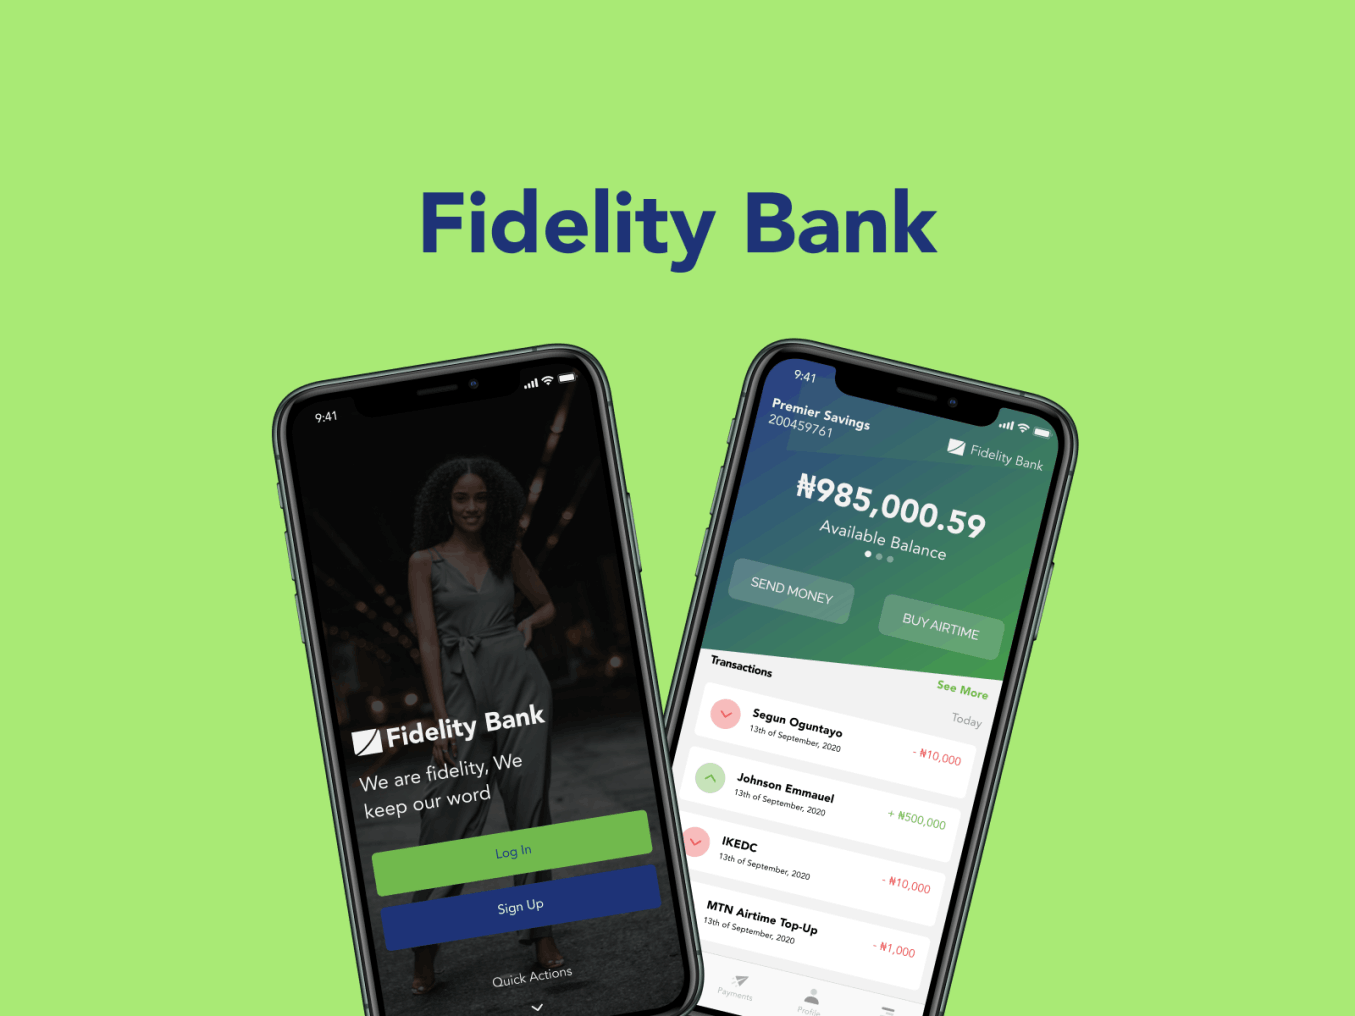 Fidelity Bank
9:41
Fidelity Bank
We are fidelity, We
keep our word
Log In
Sign Up
Quick Actions
9:41
Premier Savings
200459761
Fidelity Bank
₦985,000.59
Available Balance
SEND MONEY
BUY AIRTIME
Transactions
See More
Today
Segun Oguntayo
13th of September, 2020
- ₦10,000
Johnson Emmauel
13th of September, 2020
+ ₦500,000
IKEDC
13th of September, 2020
- ₦10,000
MTN Airtime Top-Up
13th of September, 2020
- ₦1,000
Payments
Profile